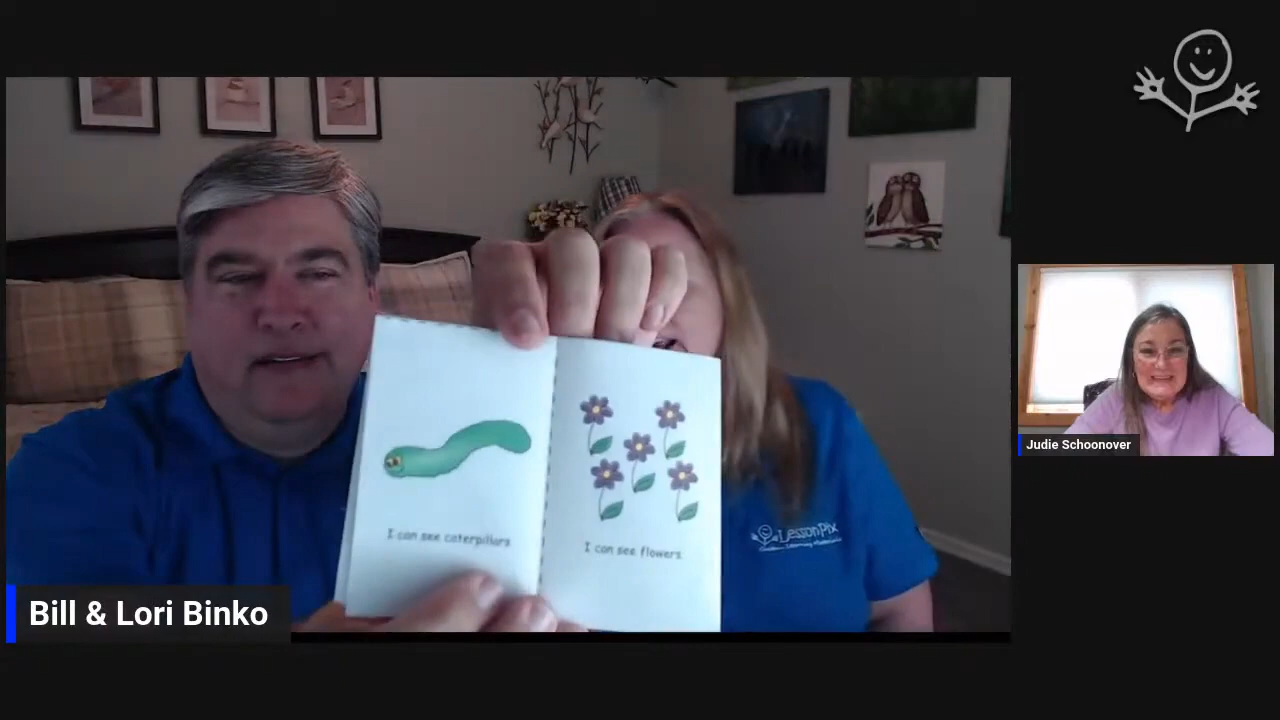 I can see caterpillars
I can see flowers
LessonPix
Judie Schoonover
Bill & Lori Binko